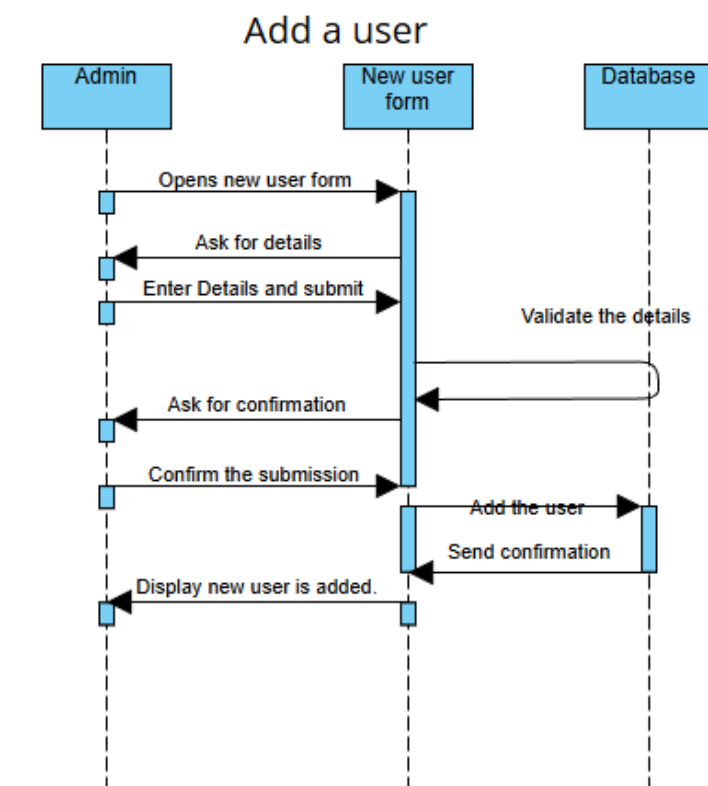 Add a user
Admin
New user
form
Database
Opens new user form
Ask for details
Enter Details and submit
Validate the details
Ask for confirmation
Confirm the submission
Add the user
Send confirmation
Display new user is added.